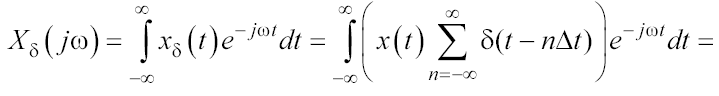 X_δ(jω) = ∫_{-∞}^{∞} x_δ(t)e^{-jωt}dt = ∫_{-∞}^{∞} ( x(t) ∑_{n=-∞}^{∞} δ(t − nΔt) ) e^{-jωt}dt =